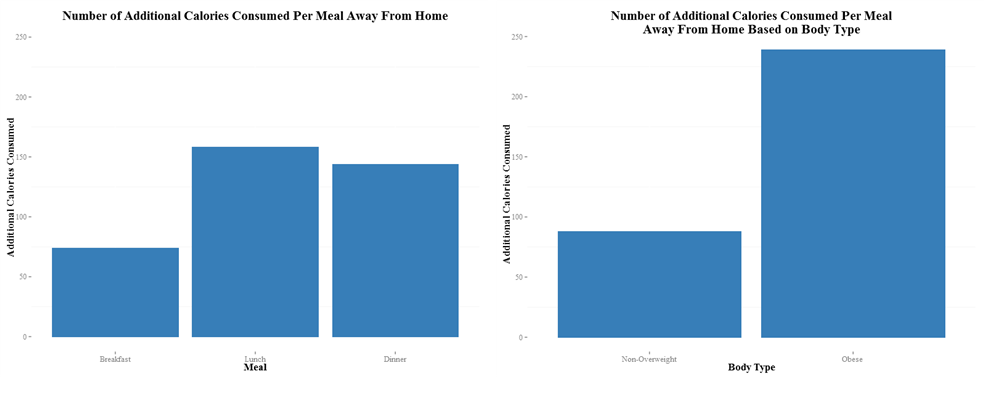 Number of Additional Calories Consumed Per Meal Away From Home
250
200
150
100
50
0
Additional Calories Consumed
Breakfast
Lunch
Dinner
Meal
Number of Additional Calories Consumed Per Meal
Away From Home Based on Body Type
250
200
150
100
50
0
Additional Calories Consumed
Non-Overweight
Obese
Body Type